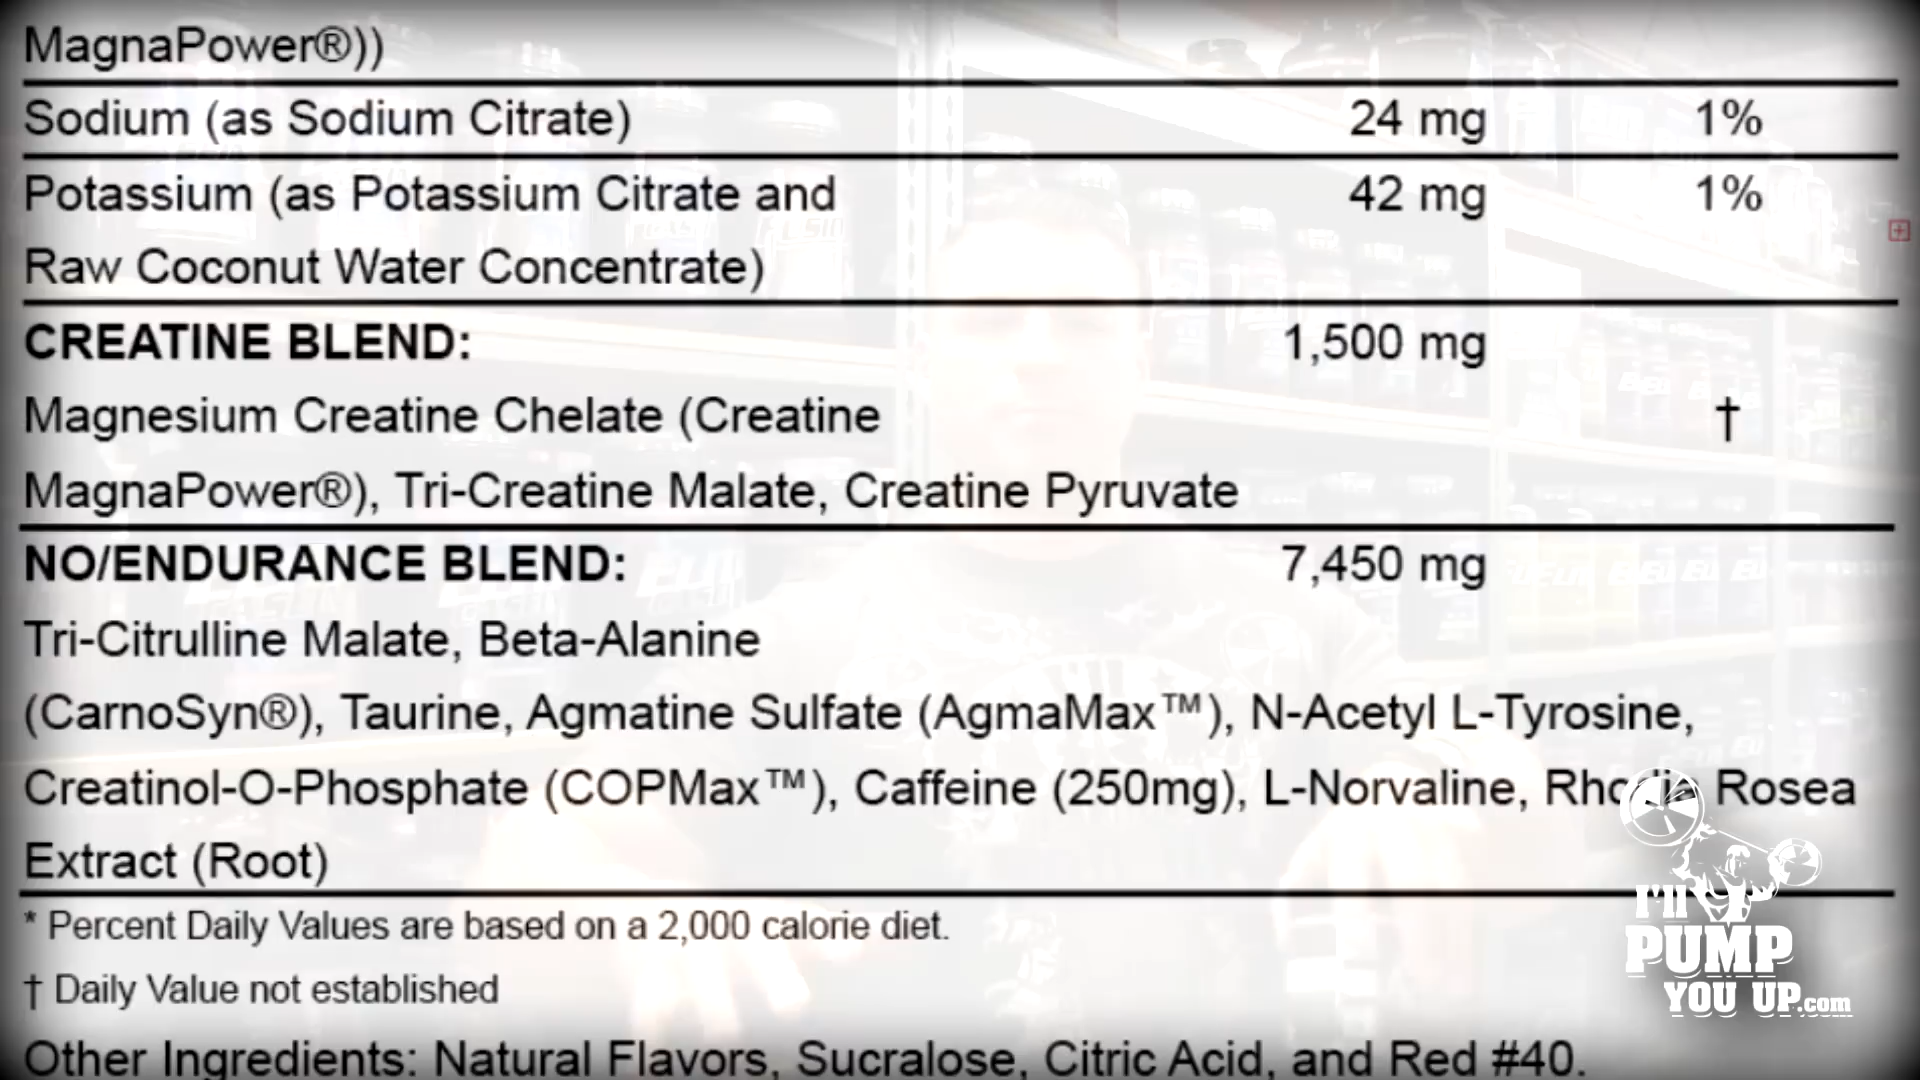 MagnaPower®))
Sodium (as Sodium Citrate) 24 mg 1%
Potassium (as Potassium Citrate and 42 mg 1%
Raw Coconut Water Concentrate)
CREATINE BLEND: 1,500 mg
Magnesium Creatine Chelate (Creatine †
MagnaPower®), Tri-Creatine Malate, Creatine Pyruvate
NO/ENDURANCE BLEND: 7,450 mg
Tri-Citrulline Malate, Beta-Alanine
(CarnoSyn®), Taurine, Agmatine Sulfate (AgmaMax™), N-Acetyl L-Tyrosine,
Creatinol-O-Phosphate (COPMax™), Caffeine (250mg), L-Norvaline, Rhodia Rosea
Extract (Root)
* Percent Daily Values are based on a 2,000 calorie diet.
† Daily Value not established
Other Ingredients: Natural Flavors, Sucralose, Citric Acid, and Red #40.
I'll
PUMP
YOU UP.com